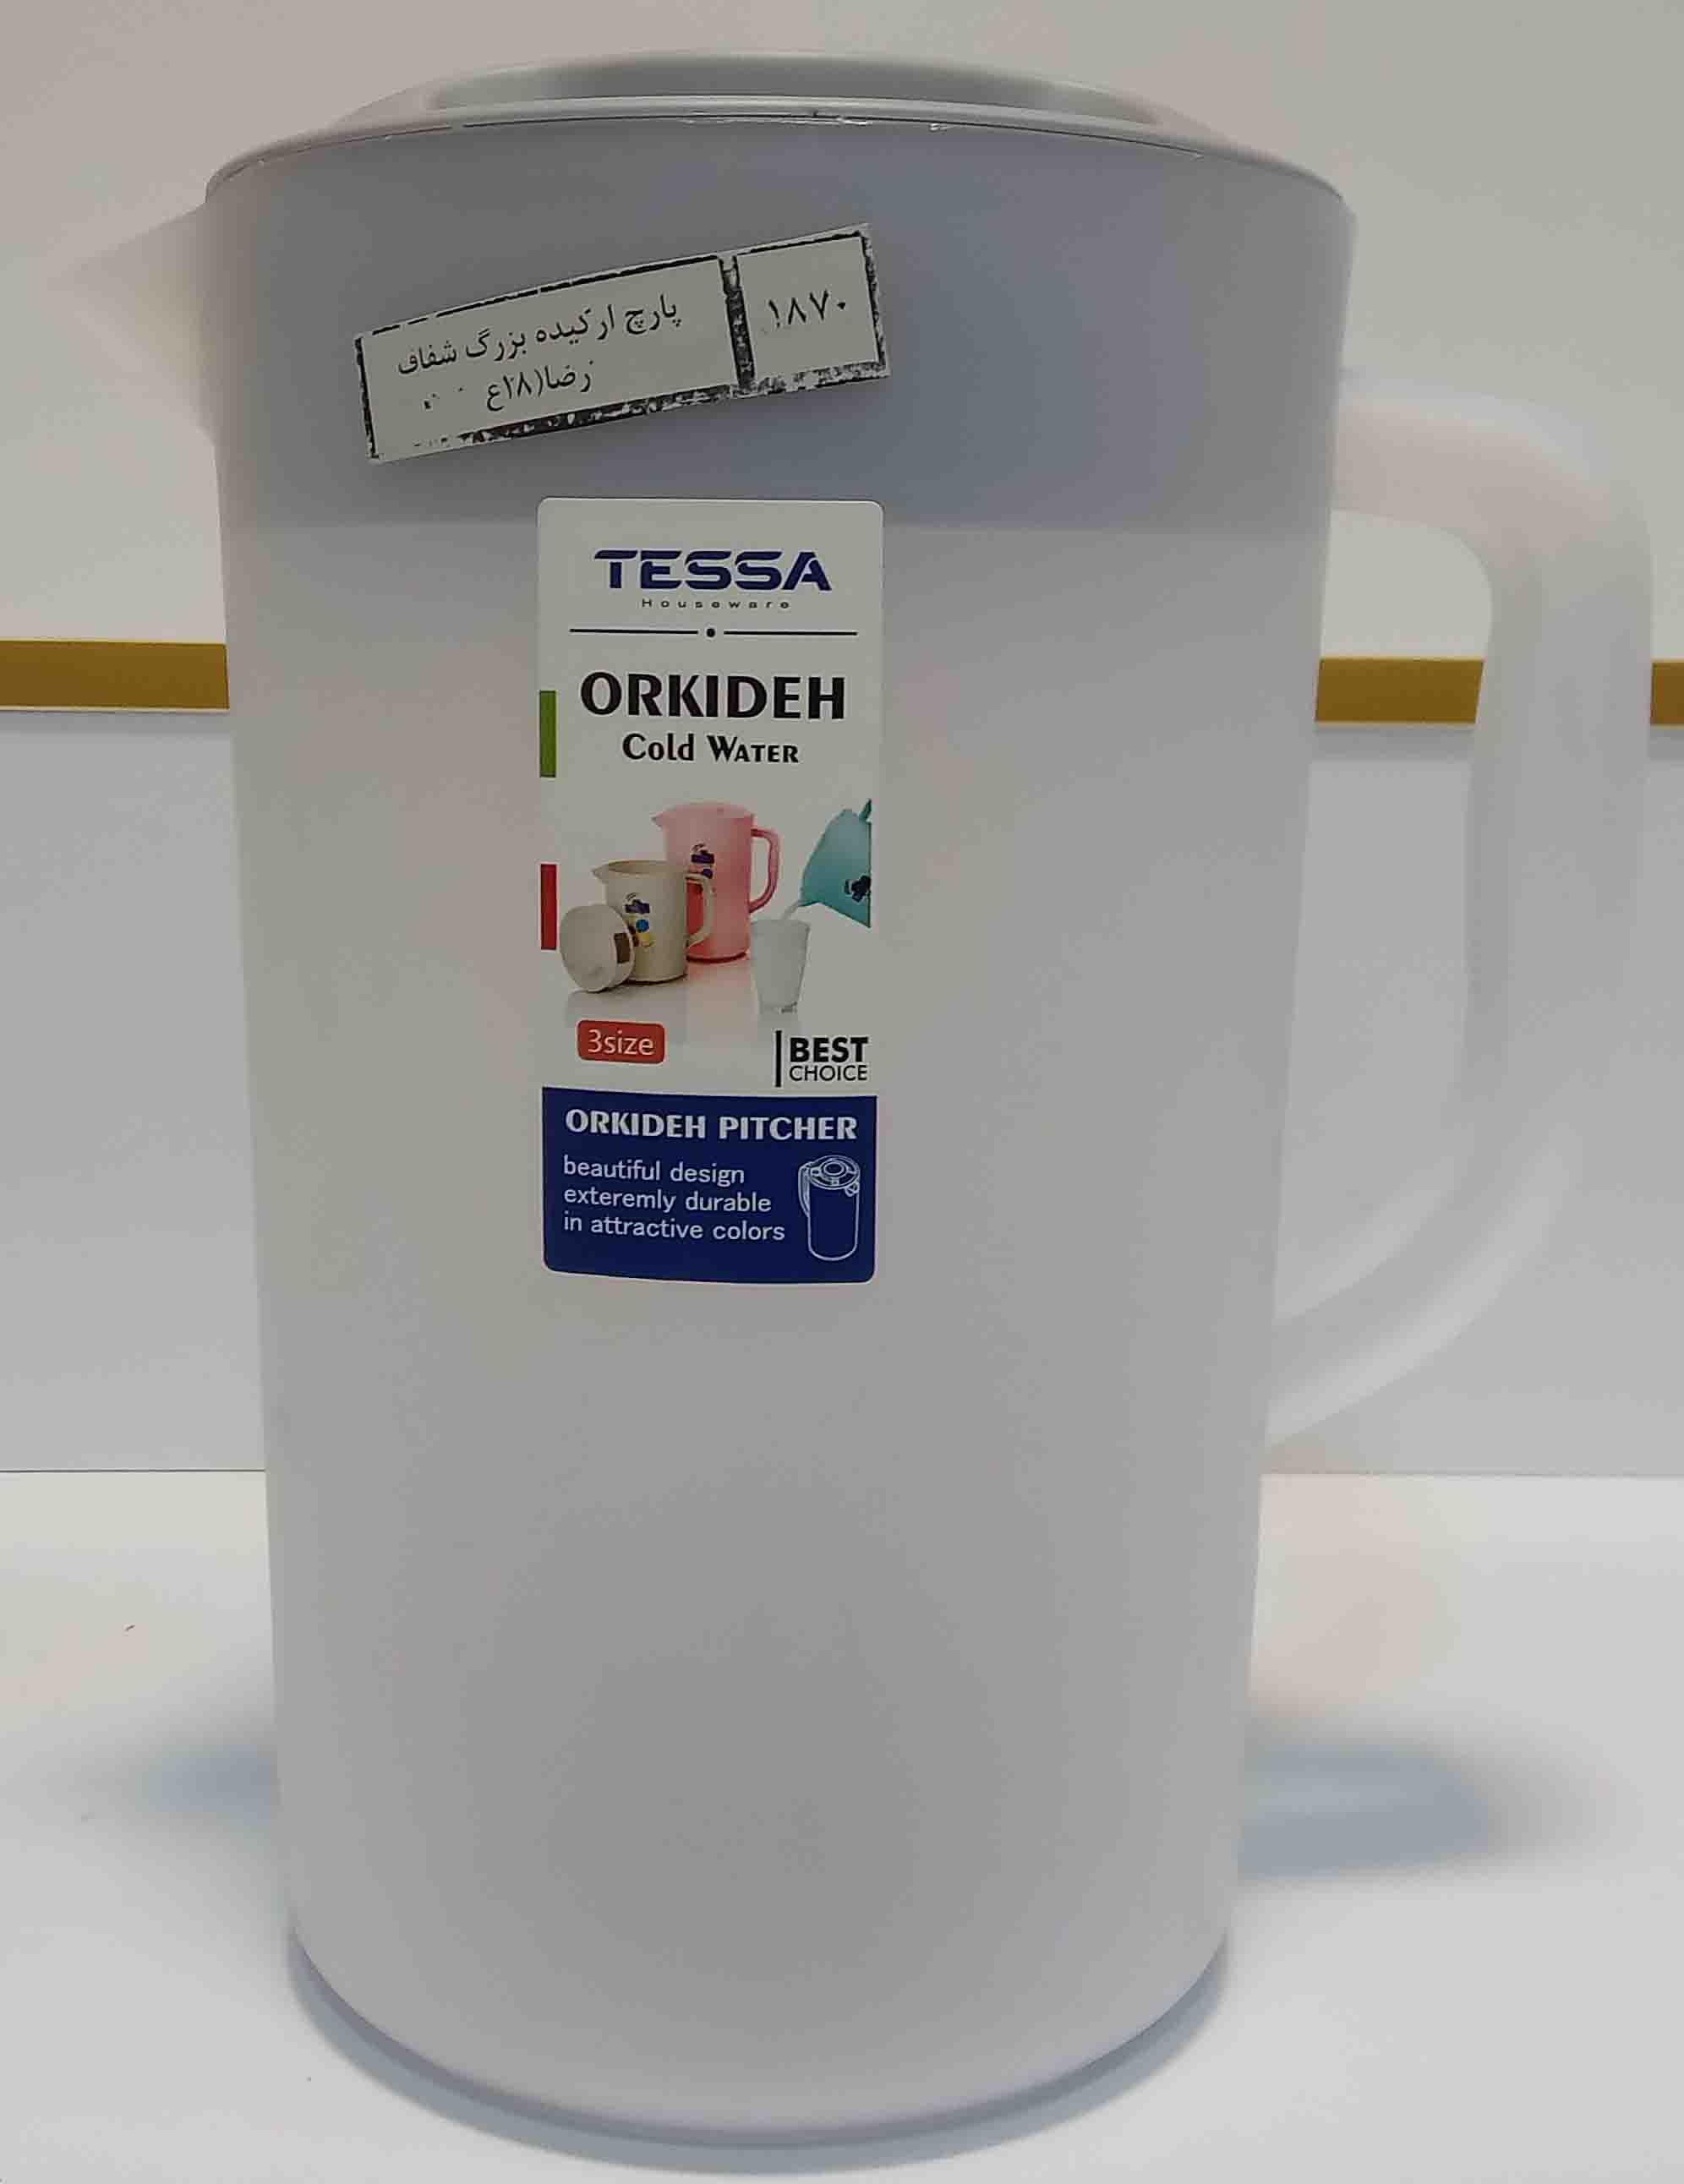 پارچ ارکیده بزرگ شفاف
رضا(۲۸ع
۱۸۷۰
TESSA
Houseware
ORKIDEH
Cold WATER
3size
BEST
CHOICE
ORKIDEH PITCHER
beautiful design
exteremly durable
in attractive colors